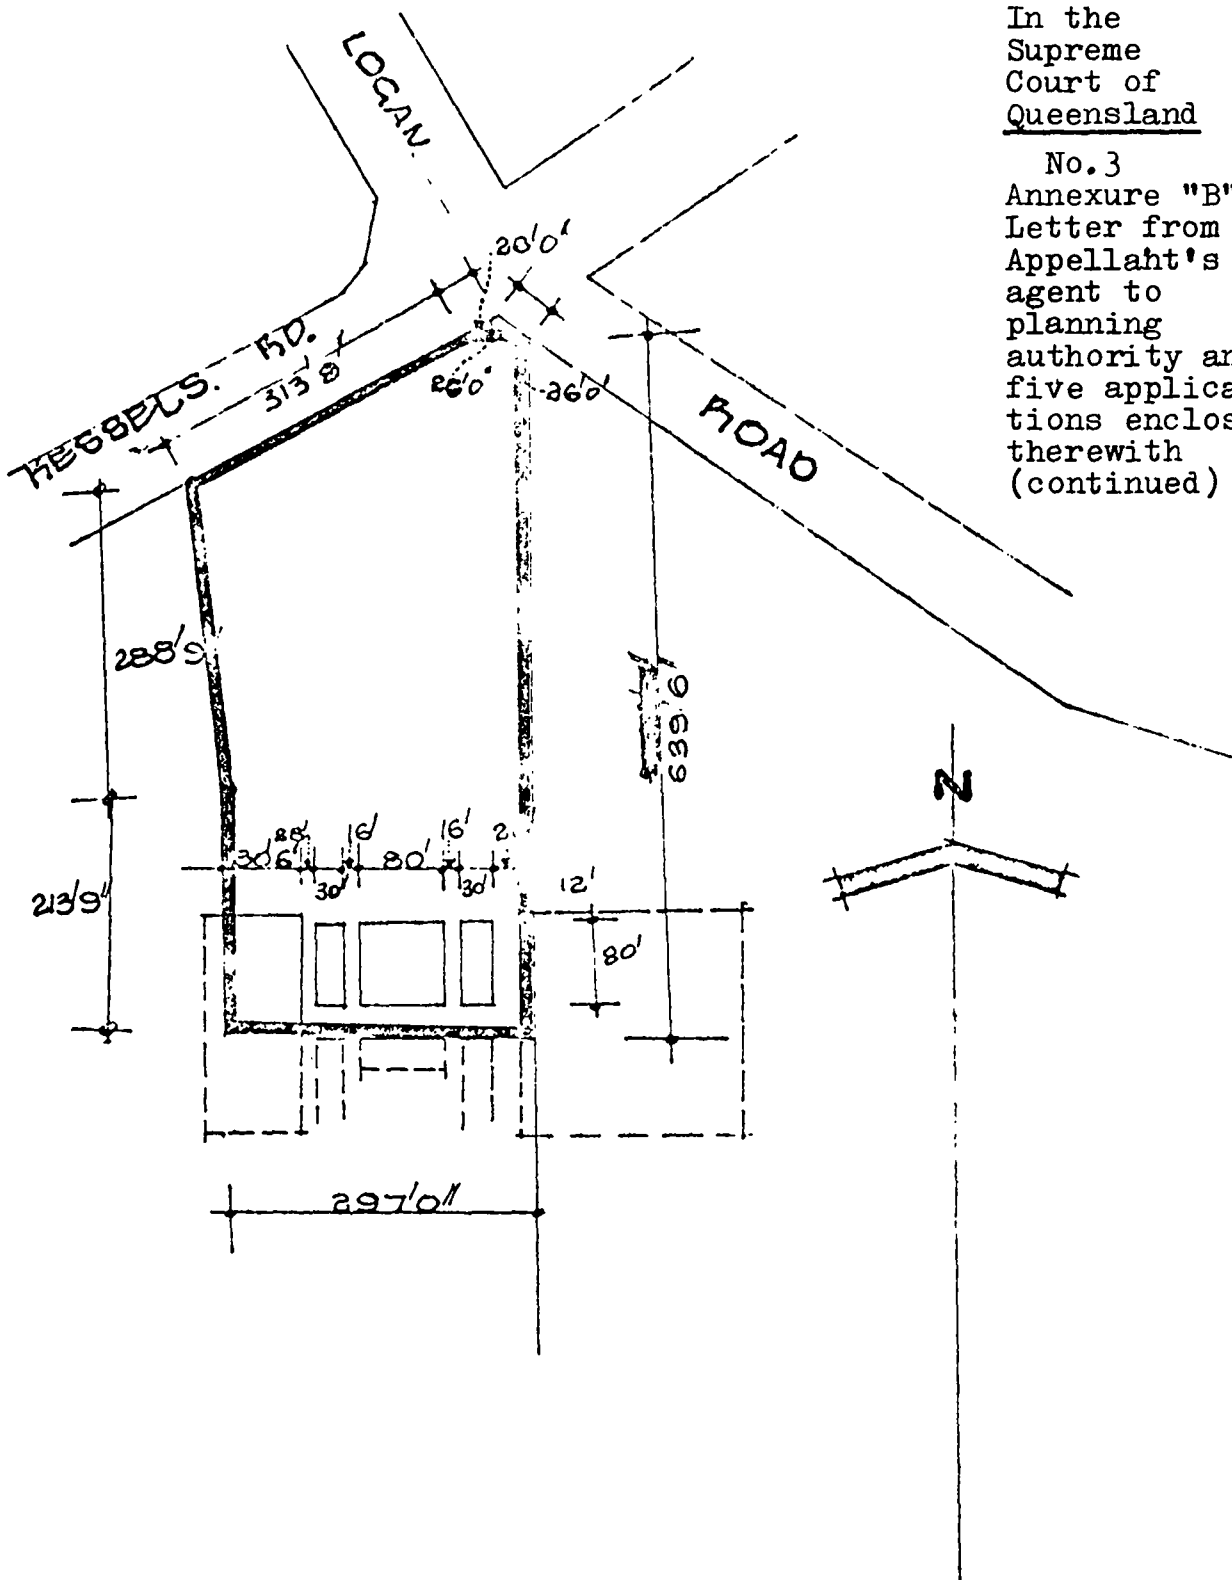 In the
Supreme
Court of
Queensland
No.3
Annexure "B"
Letter from
Appellaht's
agent to
planning
authority an
five applica
tions enclos
therewith
(continued)
LOGAN.
20'0"
KESSELS. RD.
313' 8"
26'0"
26'0"
ROAD
288'9"
639 6
N
16'
16'
2
30'6"
80'
30'
30'
12'
213'9"
80'
297'0"